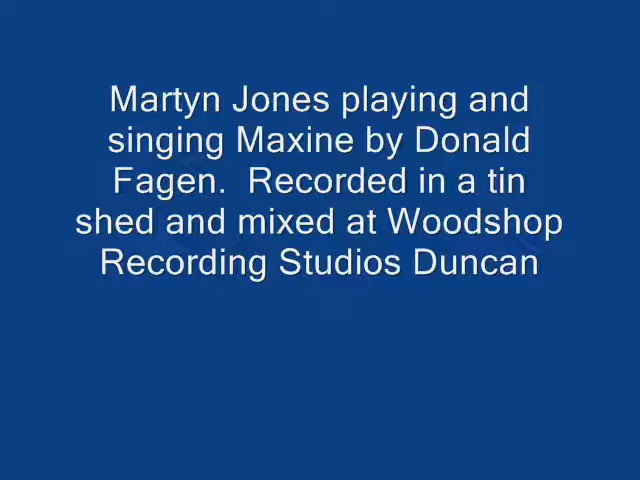 Martyn Jones playing and
singing Maxine by Donald
Fagen.  Recorded in a tin
shed and mixed at Woodshop
Recording Studios Duncan